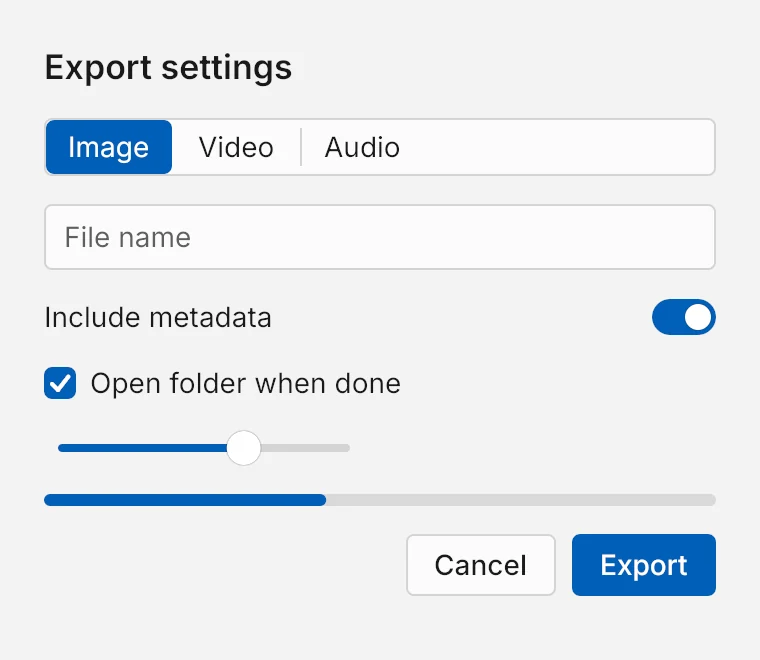 Export settings
Image Video Audio
File name
Include metadata
Open folder when done
Cancel Export